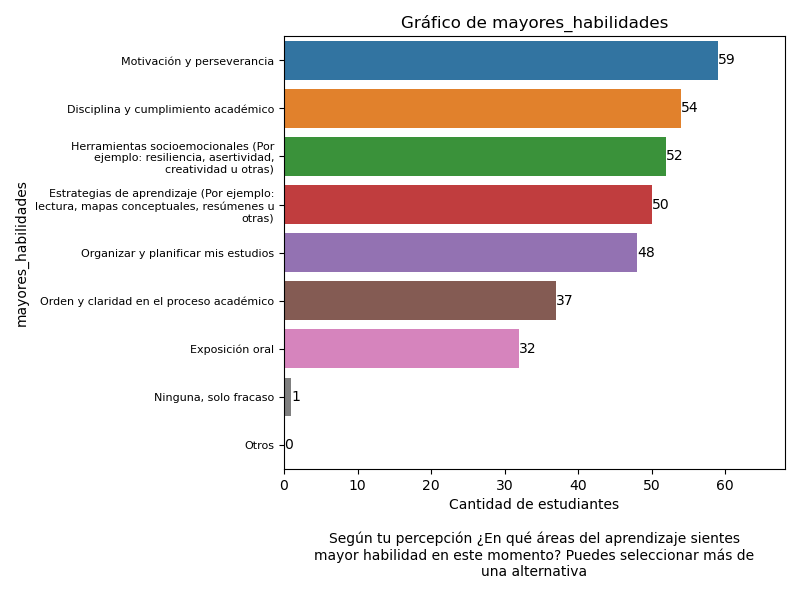 Gráfico de mayores_habilidades
mayores_habilidades
Motivación y perseverancia
59
Disciplina y cumplimiento académico
54
Herramientas socioemocionales (Por
ejemplo: resiliencia, asertividad,
creatividad u otras)
52
Estrategias de aprendizaje (Por ejemplo:
lectura, mapas conceptuales, resúmenes u
otras)
50
Organizar y planificar mis estudios
48
Orden y claridad en el proceso académico
37
Exposición oral
32
Ninguna, solo fracaso
1
Otros
0
0 10 20 30 40 50 60
Cantidad de estudiantes
Según tu percepción ¿En qué áreas del aprendizaje sientes
mayor habilidad en este momento? Puedes seleccionar más de
una alternativa